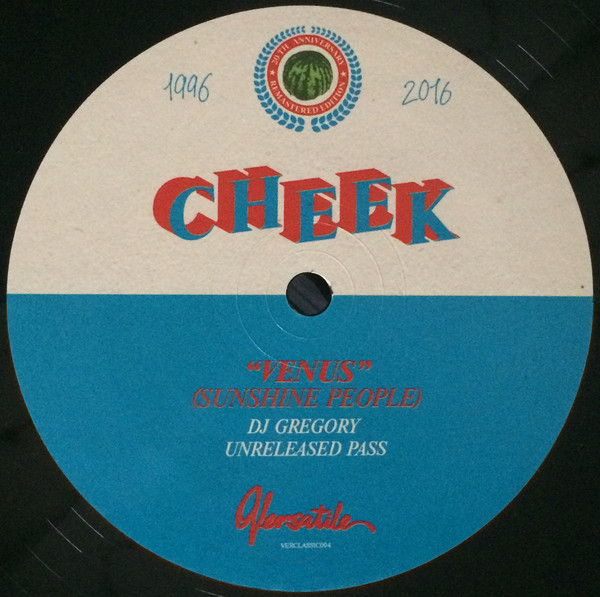 20TH ANNIVERSARY
REMASTERED EDITION
1996
2016
CHEEK
"VENUS"
(SUNSHINE PEOPLE)
DJ GREGORY
UNRELEASED PASS
Versatile
VERCLASSIC004